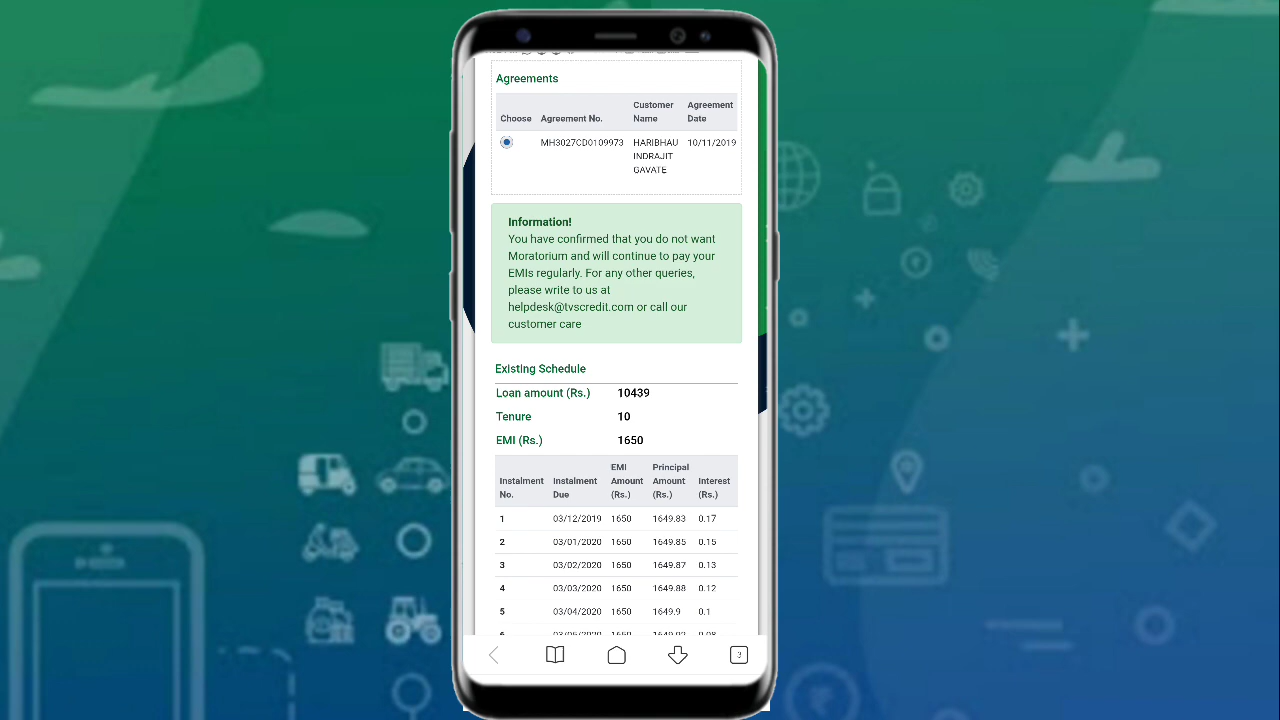 Agreements
Choose Agreement No. Customer Name Agreement Date
MH3027CD0109973 HARIBHAU INDRAJIT GAVATE 10/11/2019
Information!
You have confirmed that you do not want
Moratorium and will continue to pay your
EMIs regularly. For any other queries,
please write to us at
helpdesk@tvscredit.com or call our
customer care
Existing Schedule
Loan amount (Rs.) 10439
Tenure 10
EMI (Rs.) 1650
Instalment No. Instalment Due EMI Amount (Rs.) Principal Amount (Rs.) Interest (Rs.)
1 03/12/2019 1650 1649.83 0.17
2 03/01/2020 1650 1649.85 0.15
3 03/02/2020 1650 1649.87 0.13
4 03/03/2020 1650 1649.88 0.12
5 03/04/2020 1650 1649.9 0.1
3